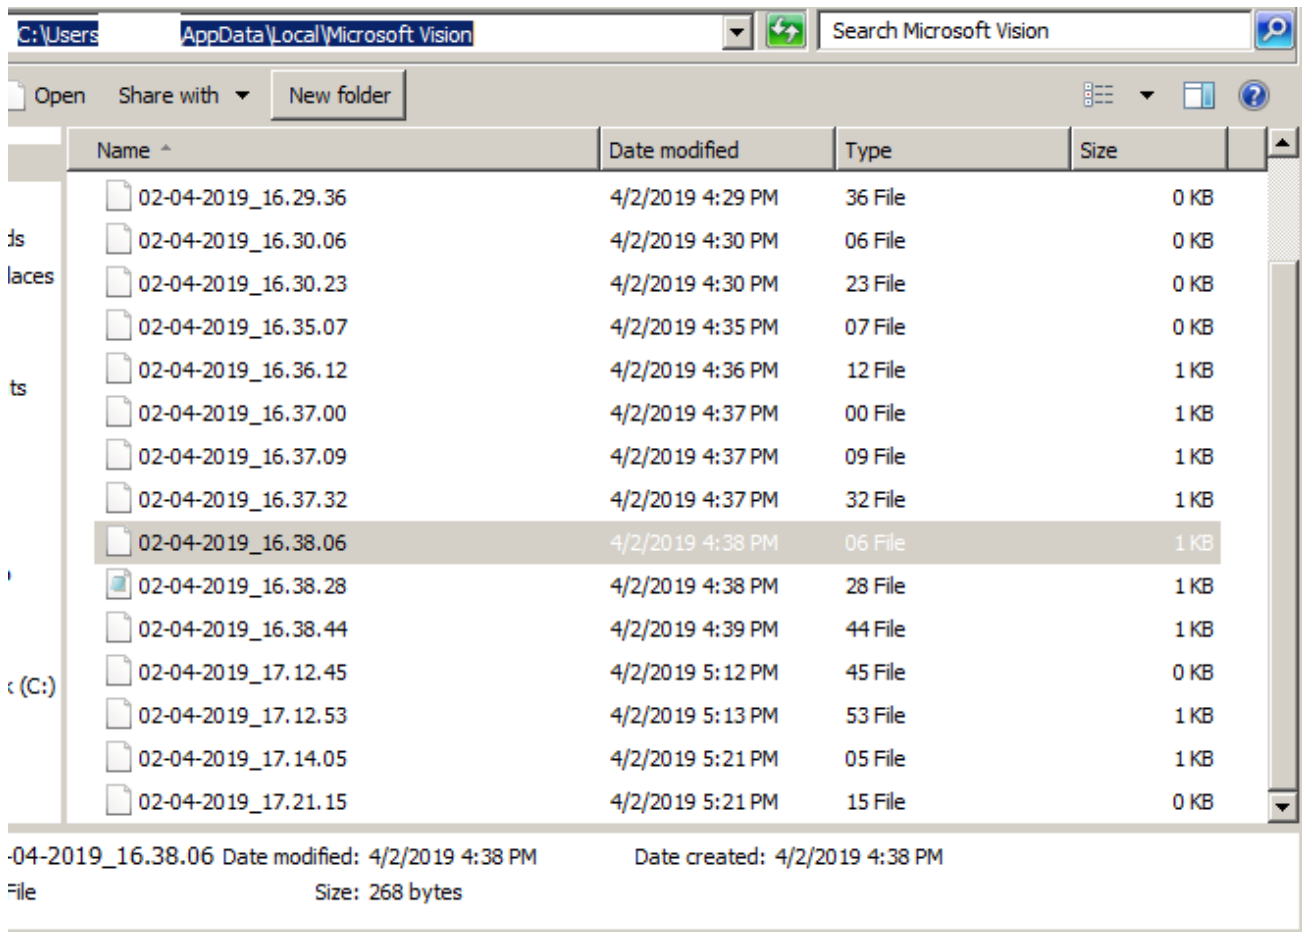 C:\Users AppData\Local\Microsoft Vision Search Microsoft Vision
Open Share with New folder
Name Date modified Type Size
02-04-2019_16.29.36 4/2/2019 4:29 PM 36 File 0 KB
02-04-2019_16.30.06 4/2/2019 4:30 PM 06 File 0 KB
02-04-2019_16.30.23 4/2/2019 4:30 PM 23 File 0 KB
02-04-2019_16.35.07 4/2/2019 4:35 PM 07 File 0 KB
02-04-2019_16.36.12 4/2/2019 4:36 PM 12 File 1 KB
02-04-2019_16.37.00 4/2/2019 4:37 PM 00 File 1 KB
02-04-2019_16.37.09 4/2/2019 4:37 PM 09 File 1 KB
02-04-2019_16.37.32 4/2/2019 4:37 PM 32 File 1 KB
02-04-2019_16.38.06 4/2/2019 4:38 PM 06 File 1 KB
02-04-2019_16.38.28 4/2/2019 4:38 PM 28 File 1 KB
02-04-2019_16.38.44 4/2/2019 4:39 PM 44 File 1 KB
02-04-2019_17.12.45 4/2/2019 5:12 PM 45 File 0 KB
02-04-2019_17.12.53 4/2/2019 5:13 PM 53 File 1 KB
02-04-2019_17.14.05 4/2/2019 5:21 PM 05 File 1 KB
02-04-2019_17.21.15 4/2/2019 5:21 PM 15 File 0 KB
ds
laces
ts
k (C:)
-04-2019_16.38.06 Date modified: 4/2/2019 4:38 PM Date created: 4/2/2019 4:38 PM
File Size: 268 bytes